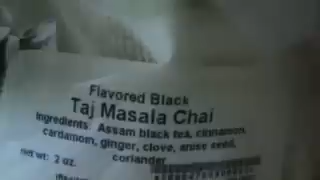 Flavored Black
Taj Masala Chai
Ingredients: Assam black tea, cinnamon,
cardamom, ginger, clove, anise seed,
coriander
net wt: 2 oz.